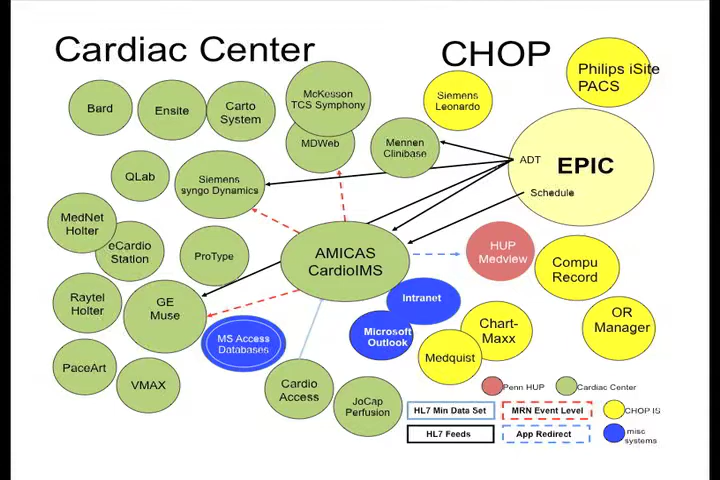 Cardiac Center
CHOP
Philips iSite
PACS
Bard
Ensite
Carto
System
McKesson
TCS Symphony
Siemens
Leonardo
MDWeb
Mennen
Clinibase
ADT
EPIC
Schedule
QLab
Siemens
syngo Dynamics
MedNet
Holter
eCardio
Station
ProType
AMICAS
CardioIMS
HUP
Medview
Compu
Record
Raytel
Holter
GE
Muse
Intranet
MS Access
Databases
Microsoft
Outlook
Chart-
Maxx
OR
Manager
Medquist
PaceArt
VMAX
Cardio
Access
JoCap
Perfusion
Penn HUP
Cardiac Center
HL7 Min Data Set
MRN Event Level
CHOP IS
HL7 Feeds
App Redirect
misc
systems